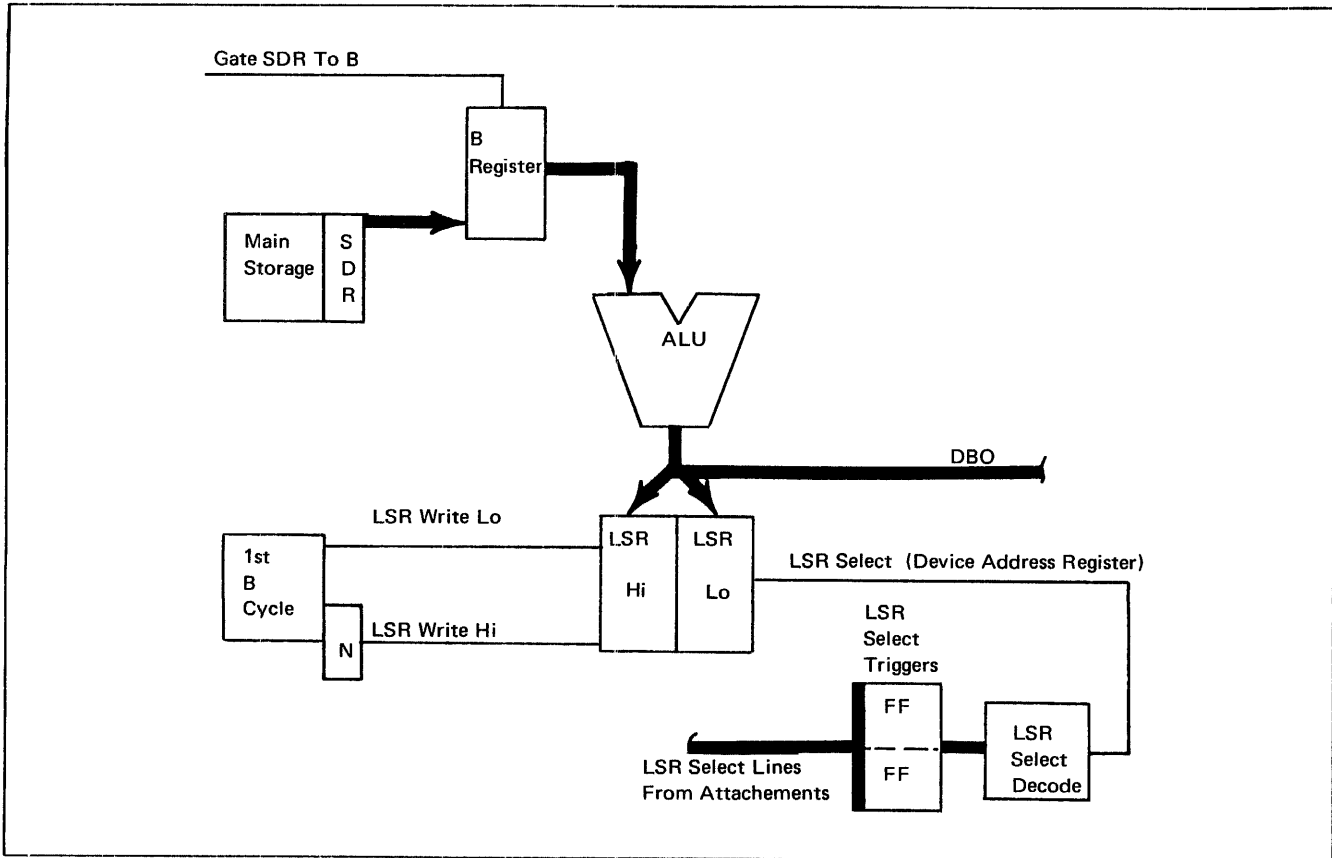 Gate SDR To B
B
Register
Main
Storage
S
D
R
ALU
DBO
LSR Write Lo
1st
B
Cycle
N
LSR Write Hi
LSR
Hi
LSR
Lo
LSR Select (Device Address Register)
LSR
Select
Triggers
FF
FF
LSR
Select
Decode
LSR Select Lines
From Attachements